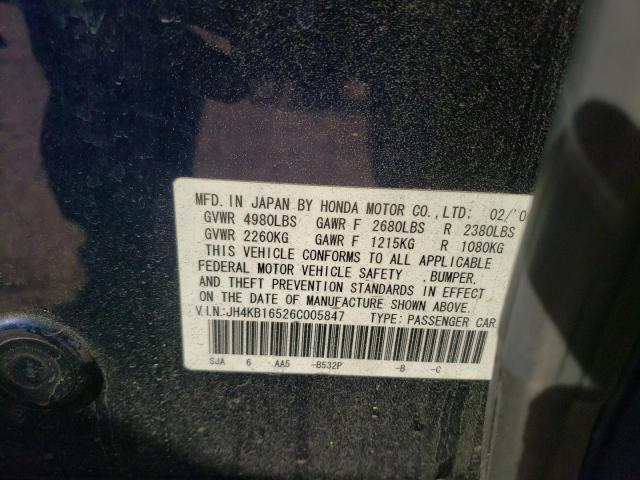 MFD. IN JAPAN BY HONDA MOTOR CO.,LTD: 02/0
GVWR 4980LBS GAWR F 2680LBS R 2380LBS
GVWR 2260KG GAWR F 1215KG R 1080KG
THIS VEHICLE CONFORMS TO ALL APPLICABLE
FEDERAL MOTOR VEHICLE SAFETY ,BUMPER,
AND THEFT PREVENTION STANDARDS IN EFFECT
ON THE DATE OF MANUFACTURE SHOWN ABOVE.
V.I.N.:JH4KB16526C005847 TYPE: PASSENGER CAR
SJA 6 AA5 -B532P -B -C